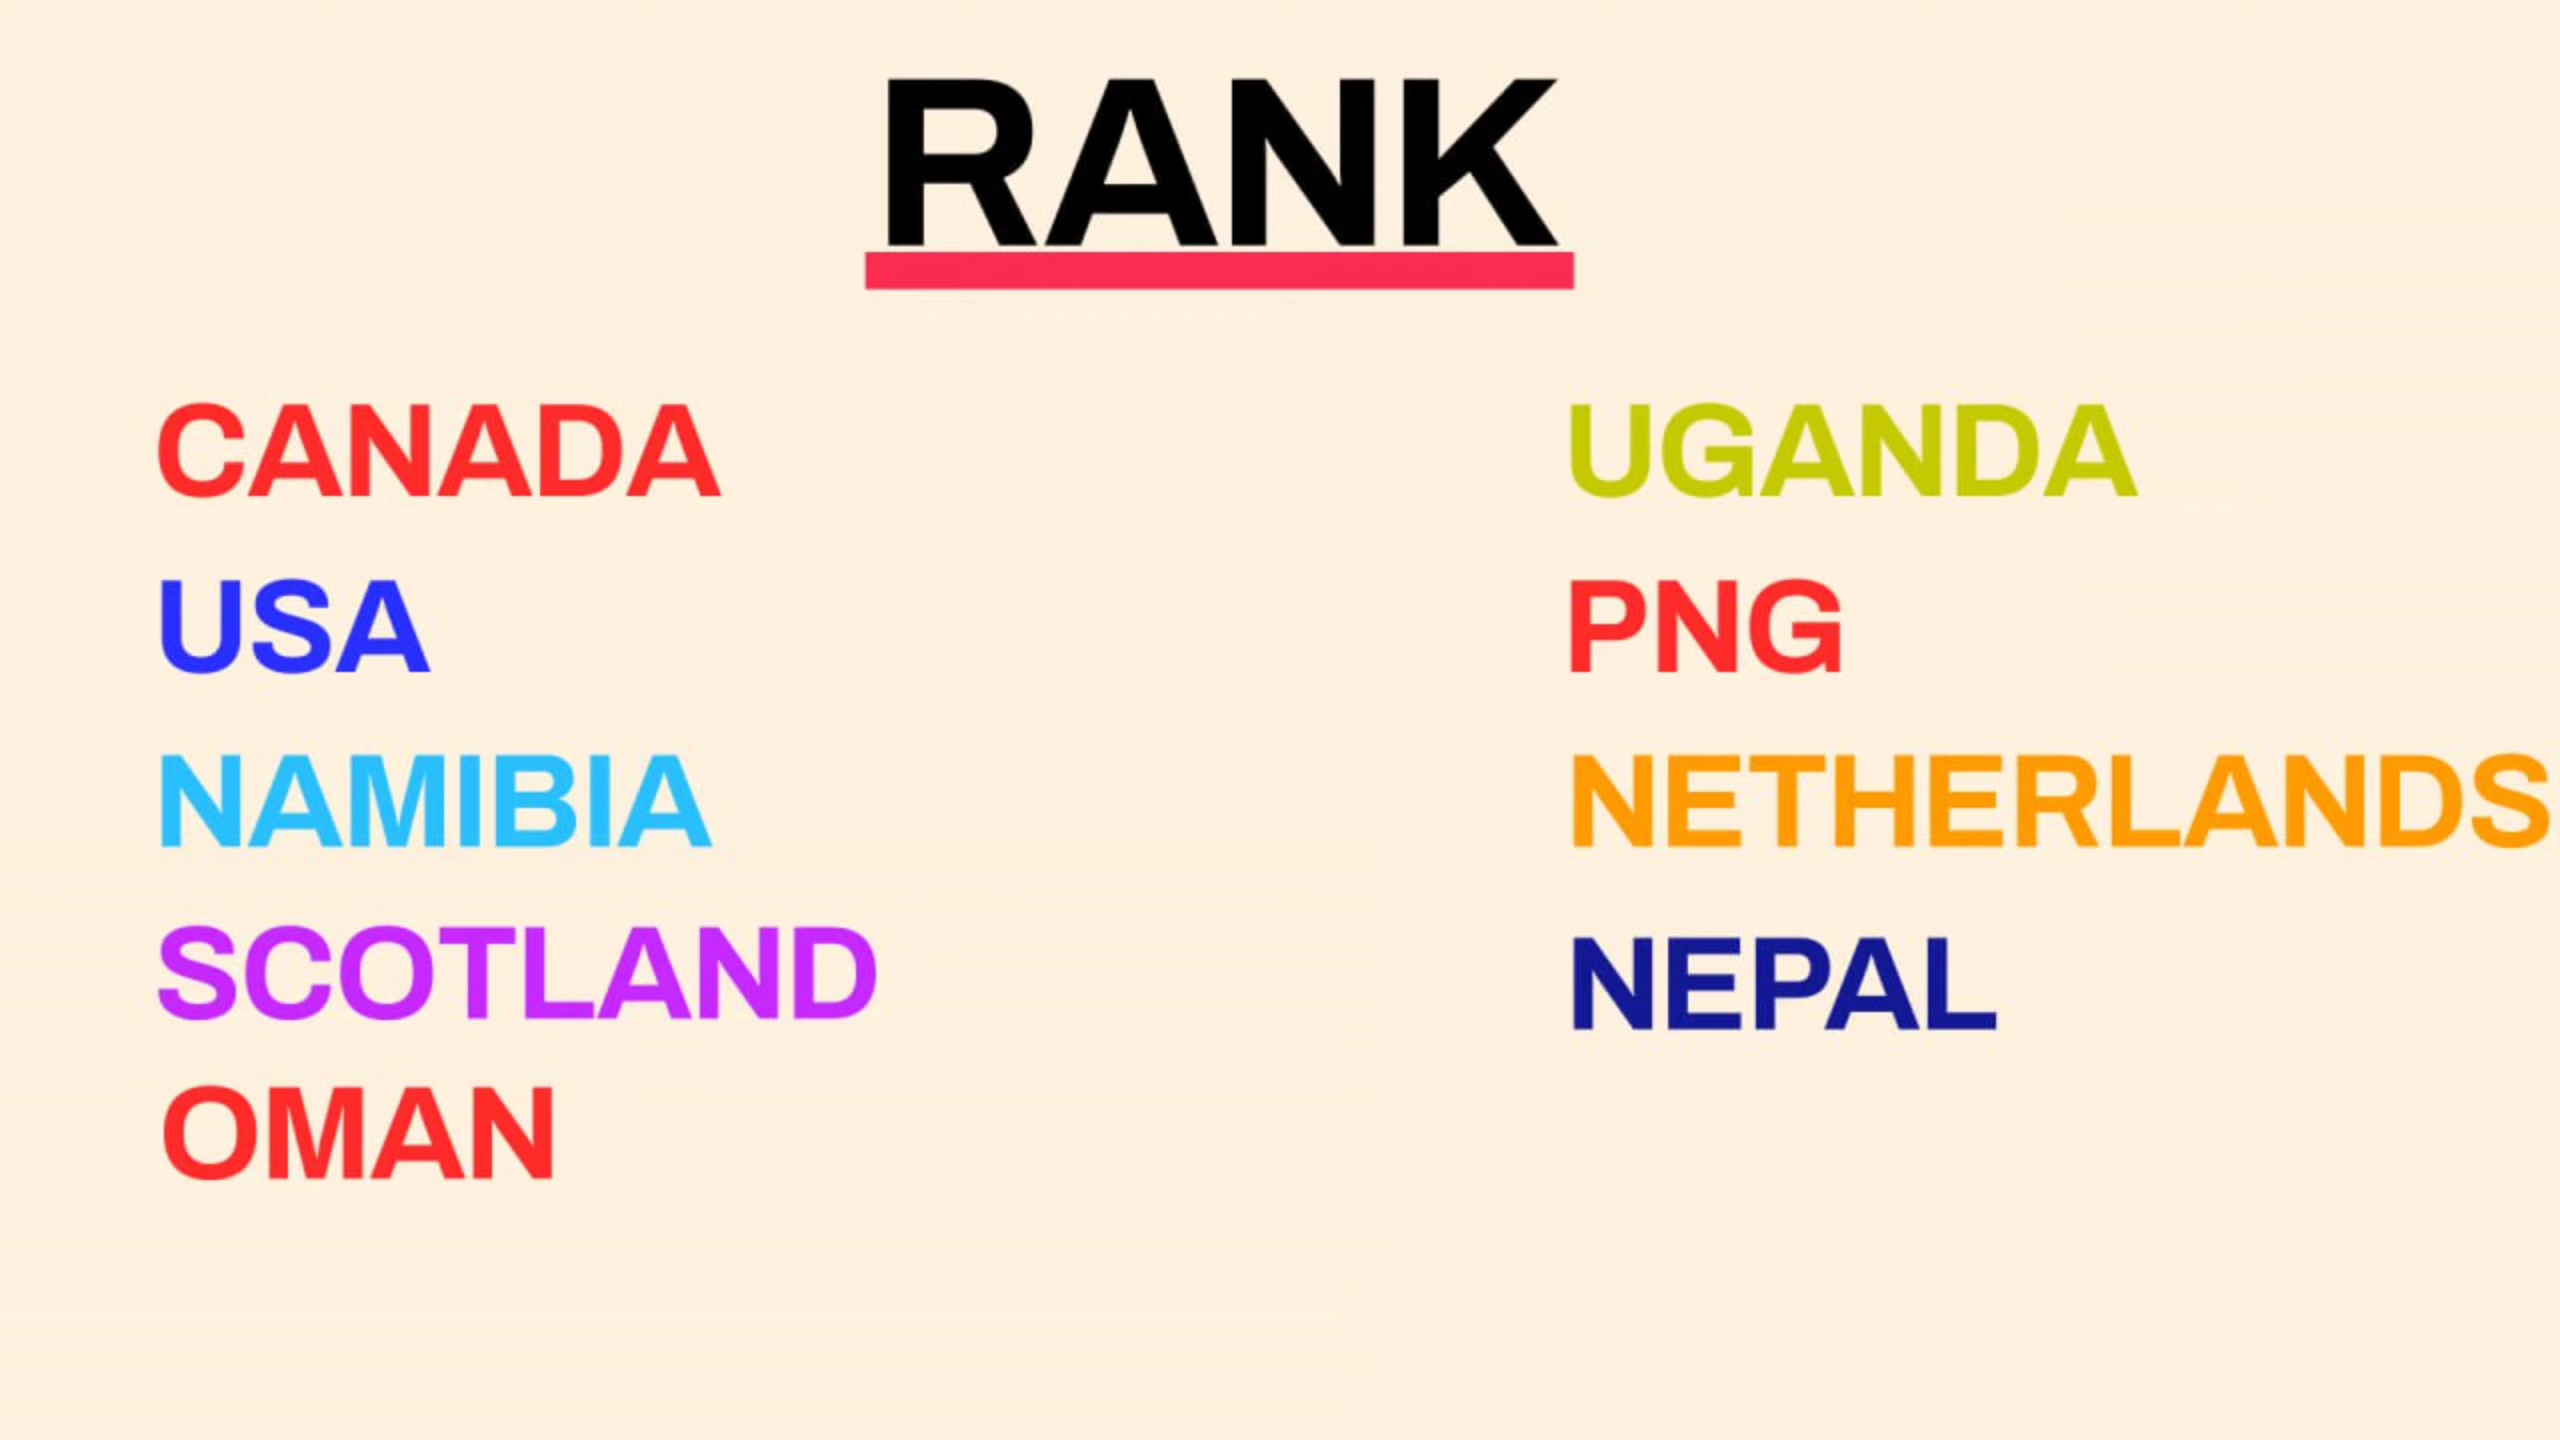 RANK
CANADA
USA
NAMIBIA
SCOTLAND
OMAN
UGANDA
PNG
NETHERLANDS
NEPAL